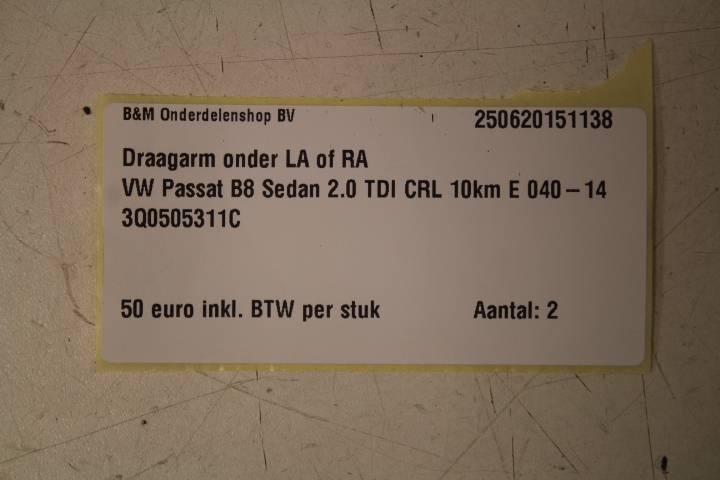 B&M Onderdelenshop BV 250620151138
Draagarm onder LA of RA
VW Passat B8 Sedan 2.0 TDI CRL 10km E 040-14
3Q0505311C
50 euro inkl. BTW per stuk Aantal: 2